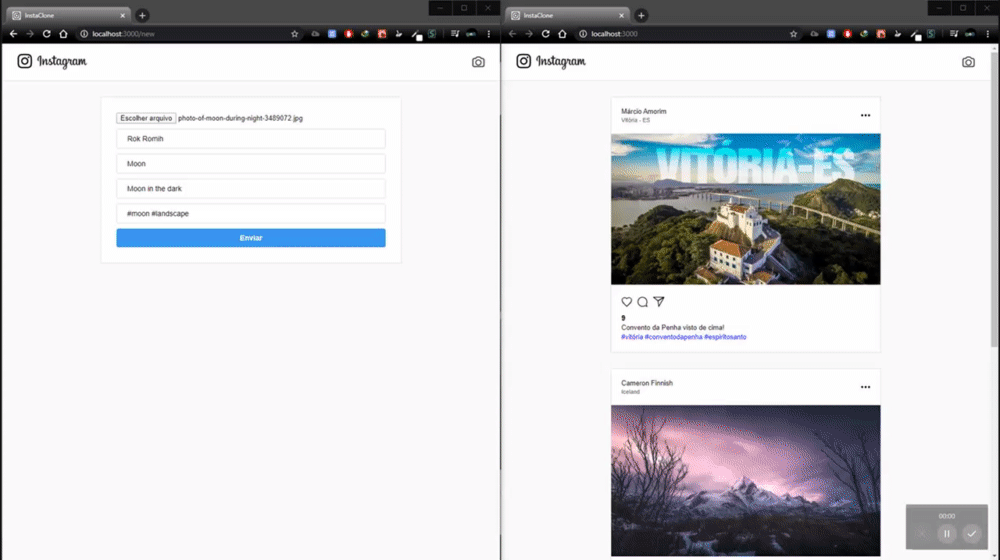 InstaClone
localhost:3000/new
Instagram
Escolher arquivo photo-of-moon-during-night-3489072.jpg
Rok Romih
Moon
Moon in the dark
#moon #landscape
Enviar
InstaClone
localhost:3000
Instagram
Márcio Amorim
Vitória - ES
VITÓRIA-ES
9
Convento da Penha visto de cima!
#vitória #conventodapenha #espiritosanto
Cameron Finnish
Iceland
00:00